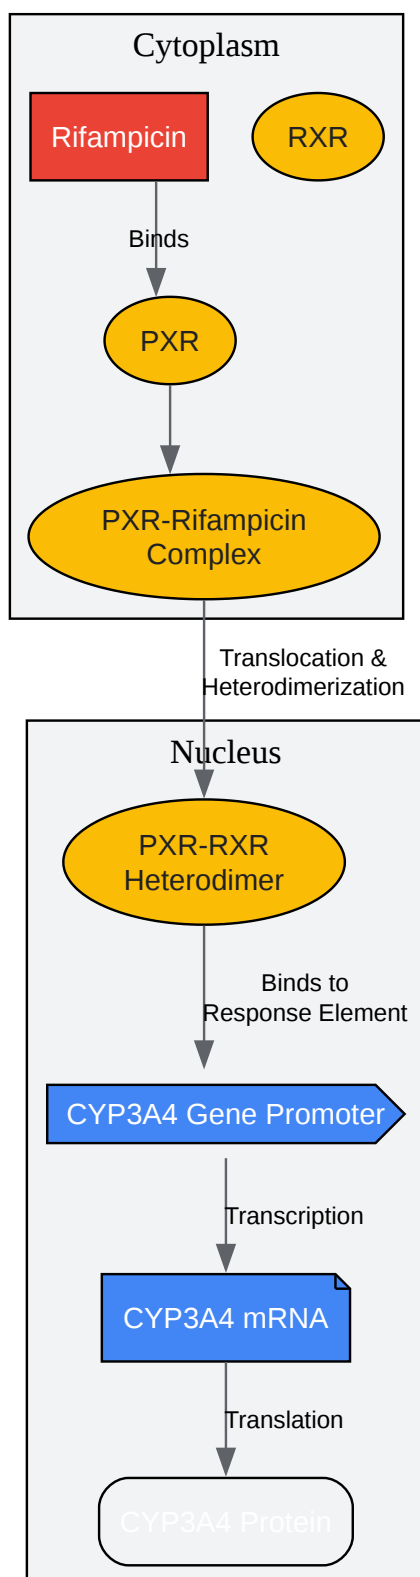 Cytoplasm
Rifampicin
RXR
Binds
PXR
PXR-Rifampicin
Complex
Translocation &
Heterodimerization
Nucleus
PXR-RXR
Heterodimer
Binds to
Response Element
CYP3A4 Gene Promoter
Transcription
CYP3A4 mRNA
Translation
CYP3A4 Protein